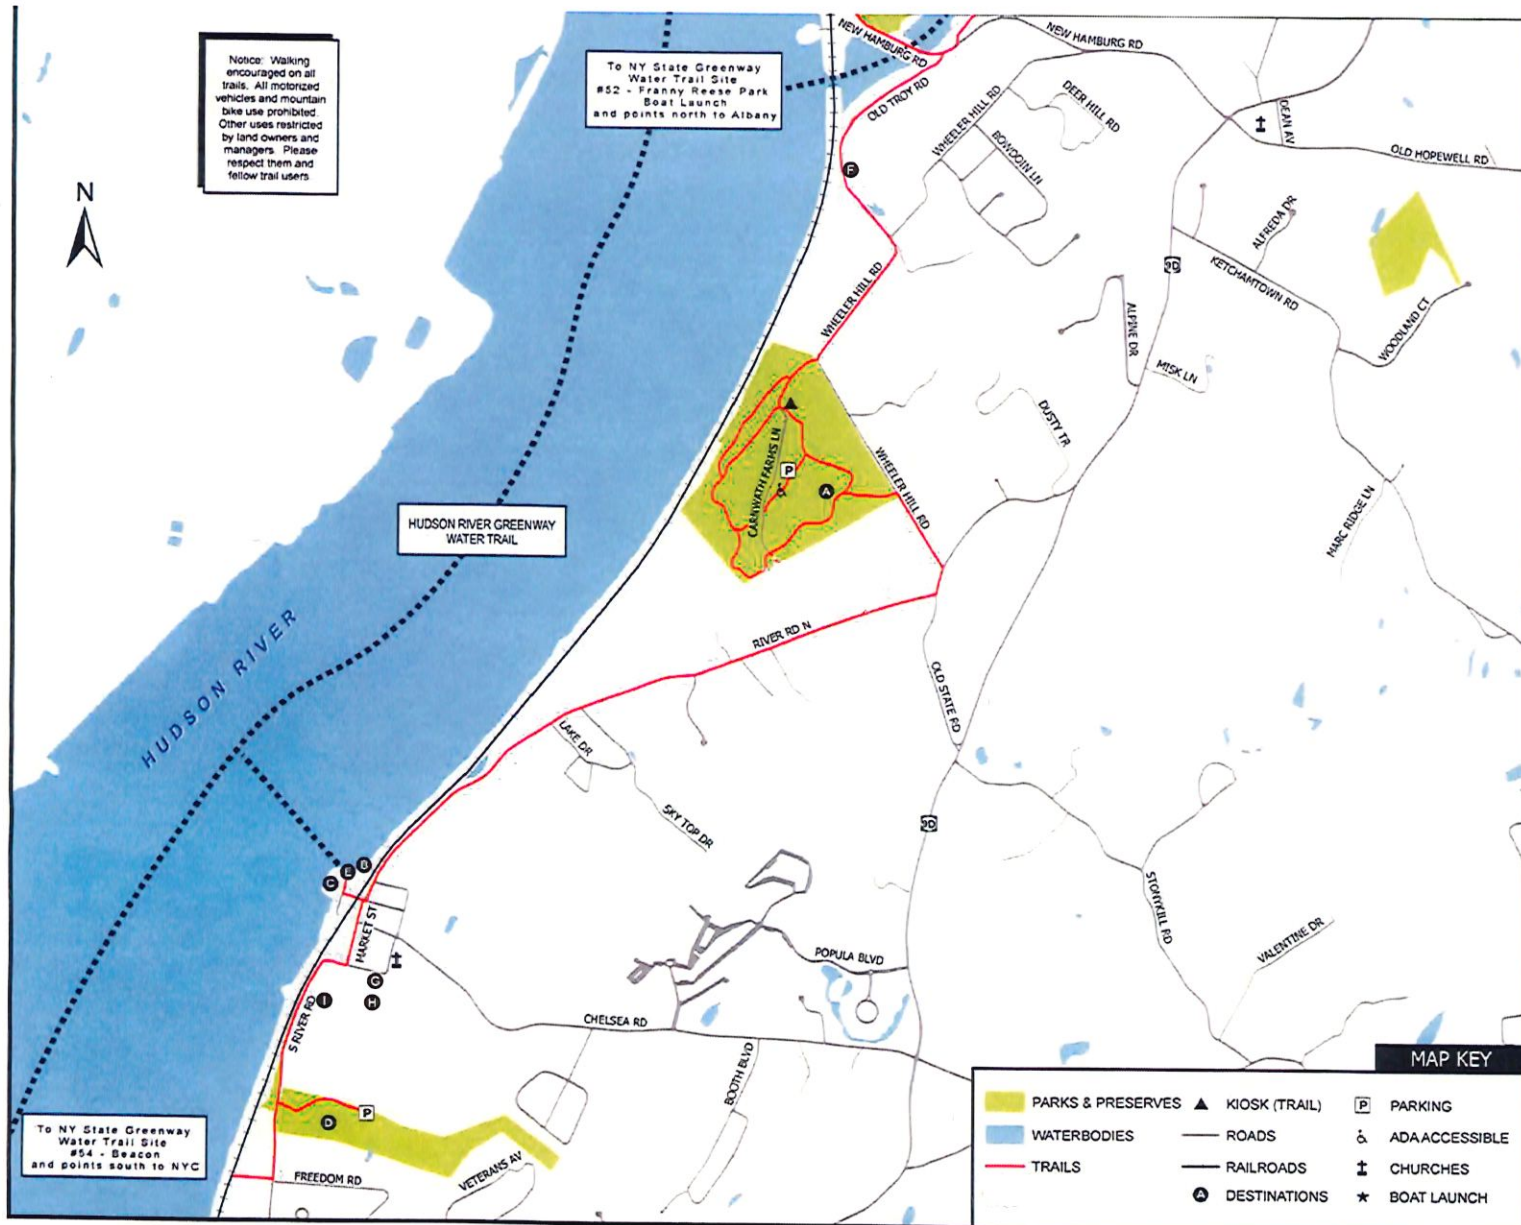 Notice: Walking
encouraged on all
trails. All motorized
vehicles and mountain
bike use prohibited.
Other uses restricted
by land owners and
managers. Please
respect them and
fellow trail users
N
To NY State Greenway
Water Trail Site
#52 - Franny Reese Park
Boat Launch
and points north to Albany
NEW HAMBURG RD
NEW HAMBURG RD
OLD TROY RD
WHEELER HILL RD
DEER HILL RD
BOWDOIN LN
DEAN AV
OLD HOPEWELL RD
F
ALFREDA DR
9D
KETCHAMTOWN RD
WHEELER HILL RD
ALPINE DR
WOODLAND CT
MISK LN
DUSTY TR
CARNWATH FARMS LN
P
A
WHEELER HILL RD
MARC RIDGE LN
HUDSON RIVER GREENWAY
WATER TRAIL
HUDSON RIVER
RIVER RD N
OLD STATE RD
LAKE DR
SKY TOP DR
9D
B
E
C
MARKET ST
STONYKILL RD
VALENTINE DR
POPULA BLVD
G
H
I
S RIVER RD
CHELSEA RD
BOOTH BLVD
P
D
To NY State Greenway
Water Trail Site
#54 - Beacon
and points south to NYC
FREEDOM RD
VETERANS AV
MAP KEY
PARKS & PRESERVES
WATERBODIES
TRAILS
KIOSK (TRAIL)
ROADS
RAILROADS
A DESTINATIONS
P PARKING
ADA ACCESSIBLE
CHURCHES
BOAT LAUNCH